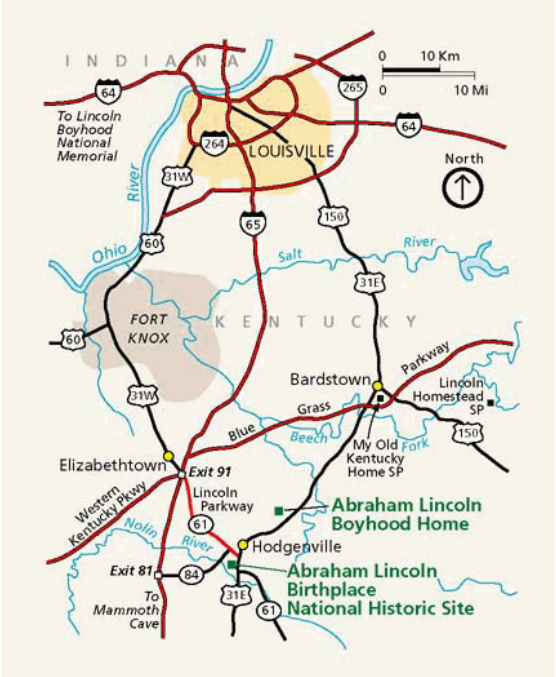 INDIANA
0 10 Km
0 10 Mi
265
64
To Lincoln
Boyhood
National
Memorial
64
264
LOUISVILLE
North
31W
River
65
150
60
Ohio
Salt
River
31E
FORT
KNOX
KENTUCKY
60
Parkway
Bardstown
Lincoln
Homestead
SP
31W
Grass
Blue
Beech
Fork
My Old
Kentucky
Home SP
150
Elizabethtown
Exit 91
Western
Kentucky Pkwy
Lincoln
Parkway
Abraham Lincoln
Boyhood Home
61
Nolin
River
Hodgenville
Exit 81
84
Abraham Lincoln
Birthplace
National Historic Site
To
Mammoth
Cave
31E
61